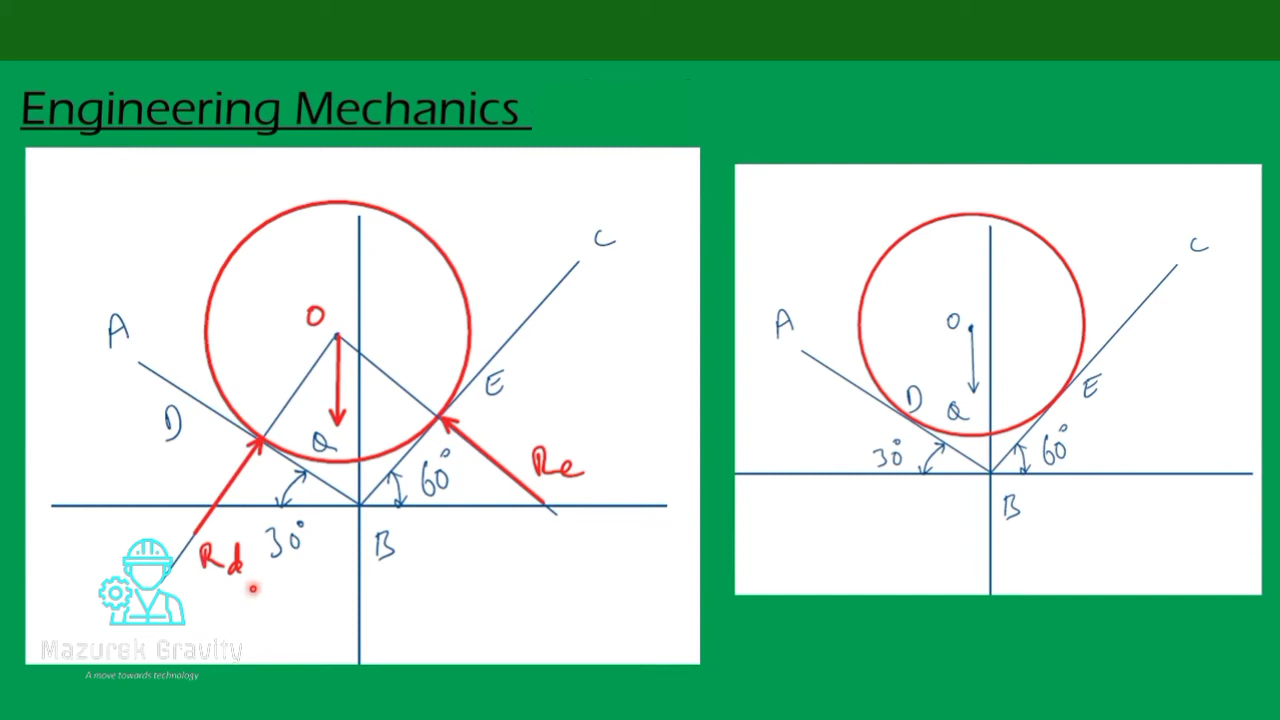 Engineering Mechanics
C
O
A
E
D
Q
60°
Re
30°
B
Rd
C
A
O
E
D
Q
30°
60°
B
Mazurek Gravity
A move towards technology